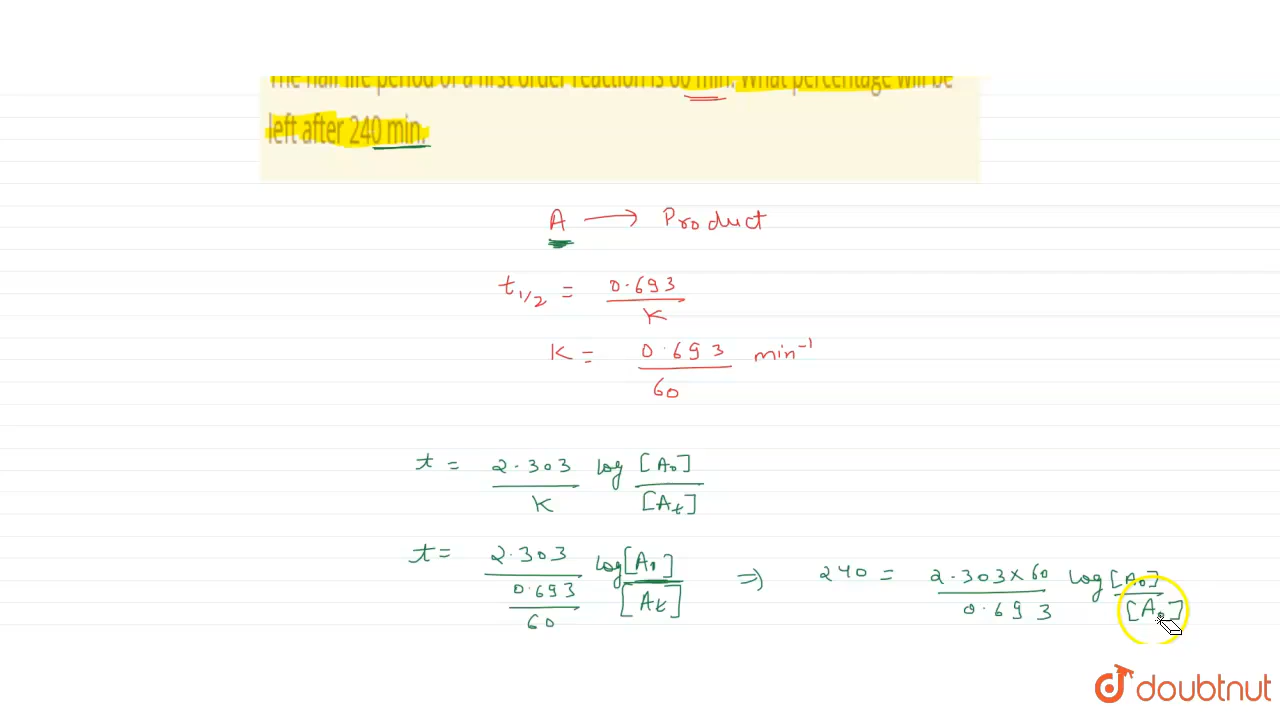 The half life period of a first order reaction is 60 min. What percentage will be
left after 240 min.
A ⟶ Product
t1/2 = 0.693 / K
K = 0.693 / 60 min⁻¹
t = 2.303 / K log [A0] / [At]
t = 2.303 / (0.693 / 60) log [A0] / [At] ⇒ 240 = 2.303 × 60 / 0.693 log [A0] / [A0]
doubtnut